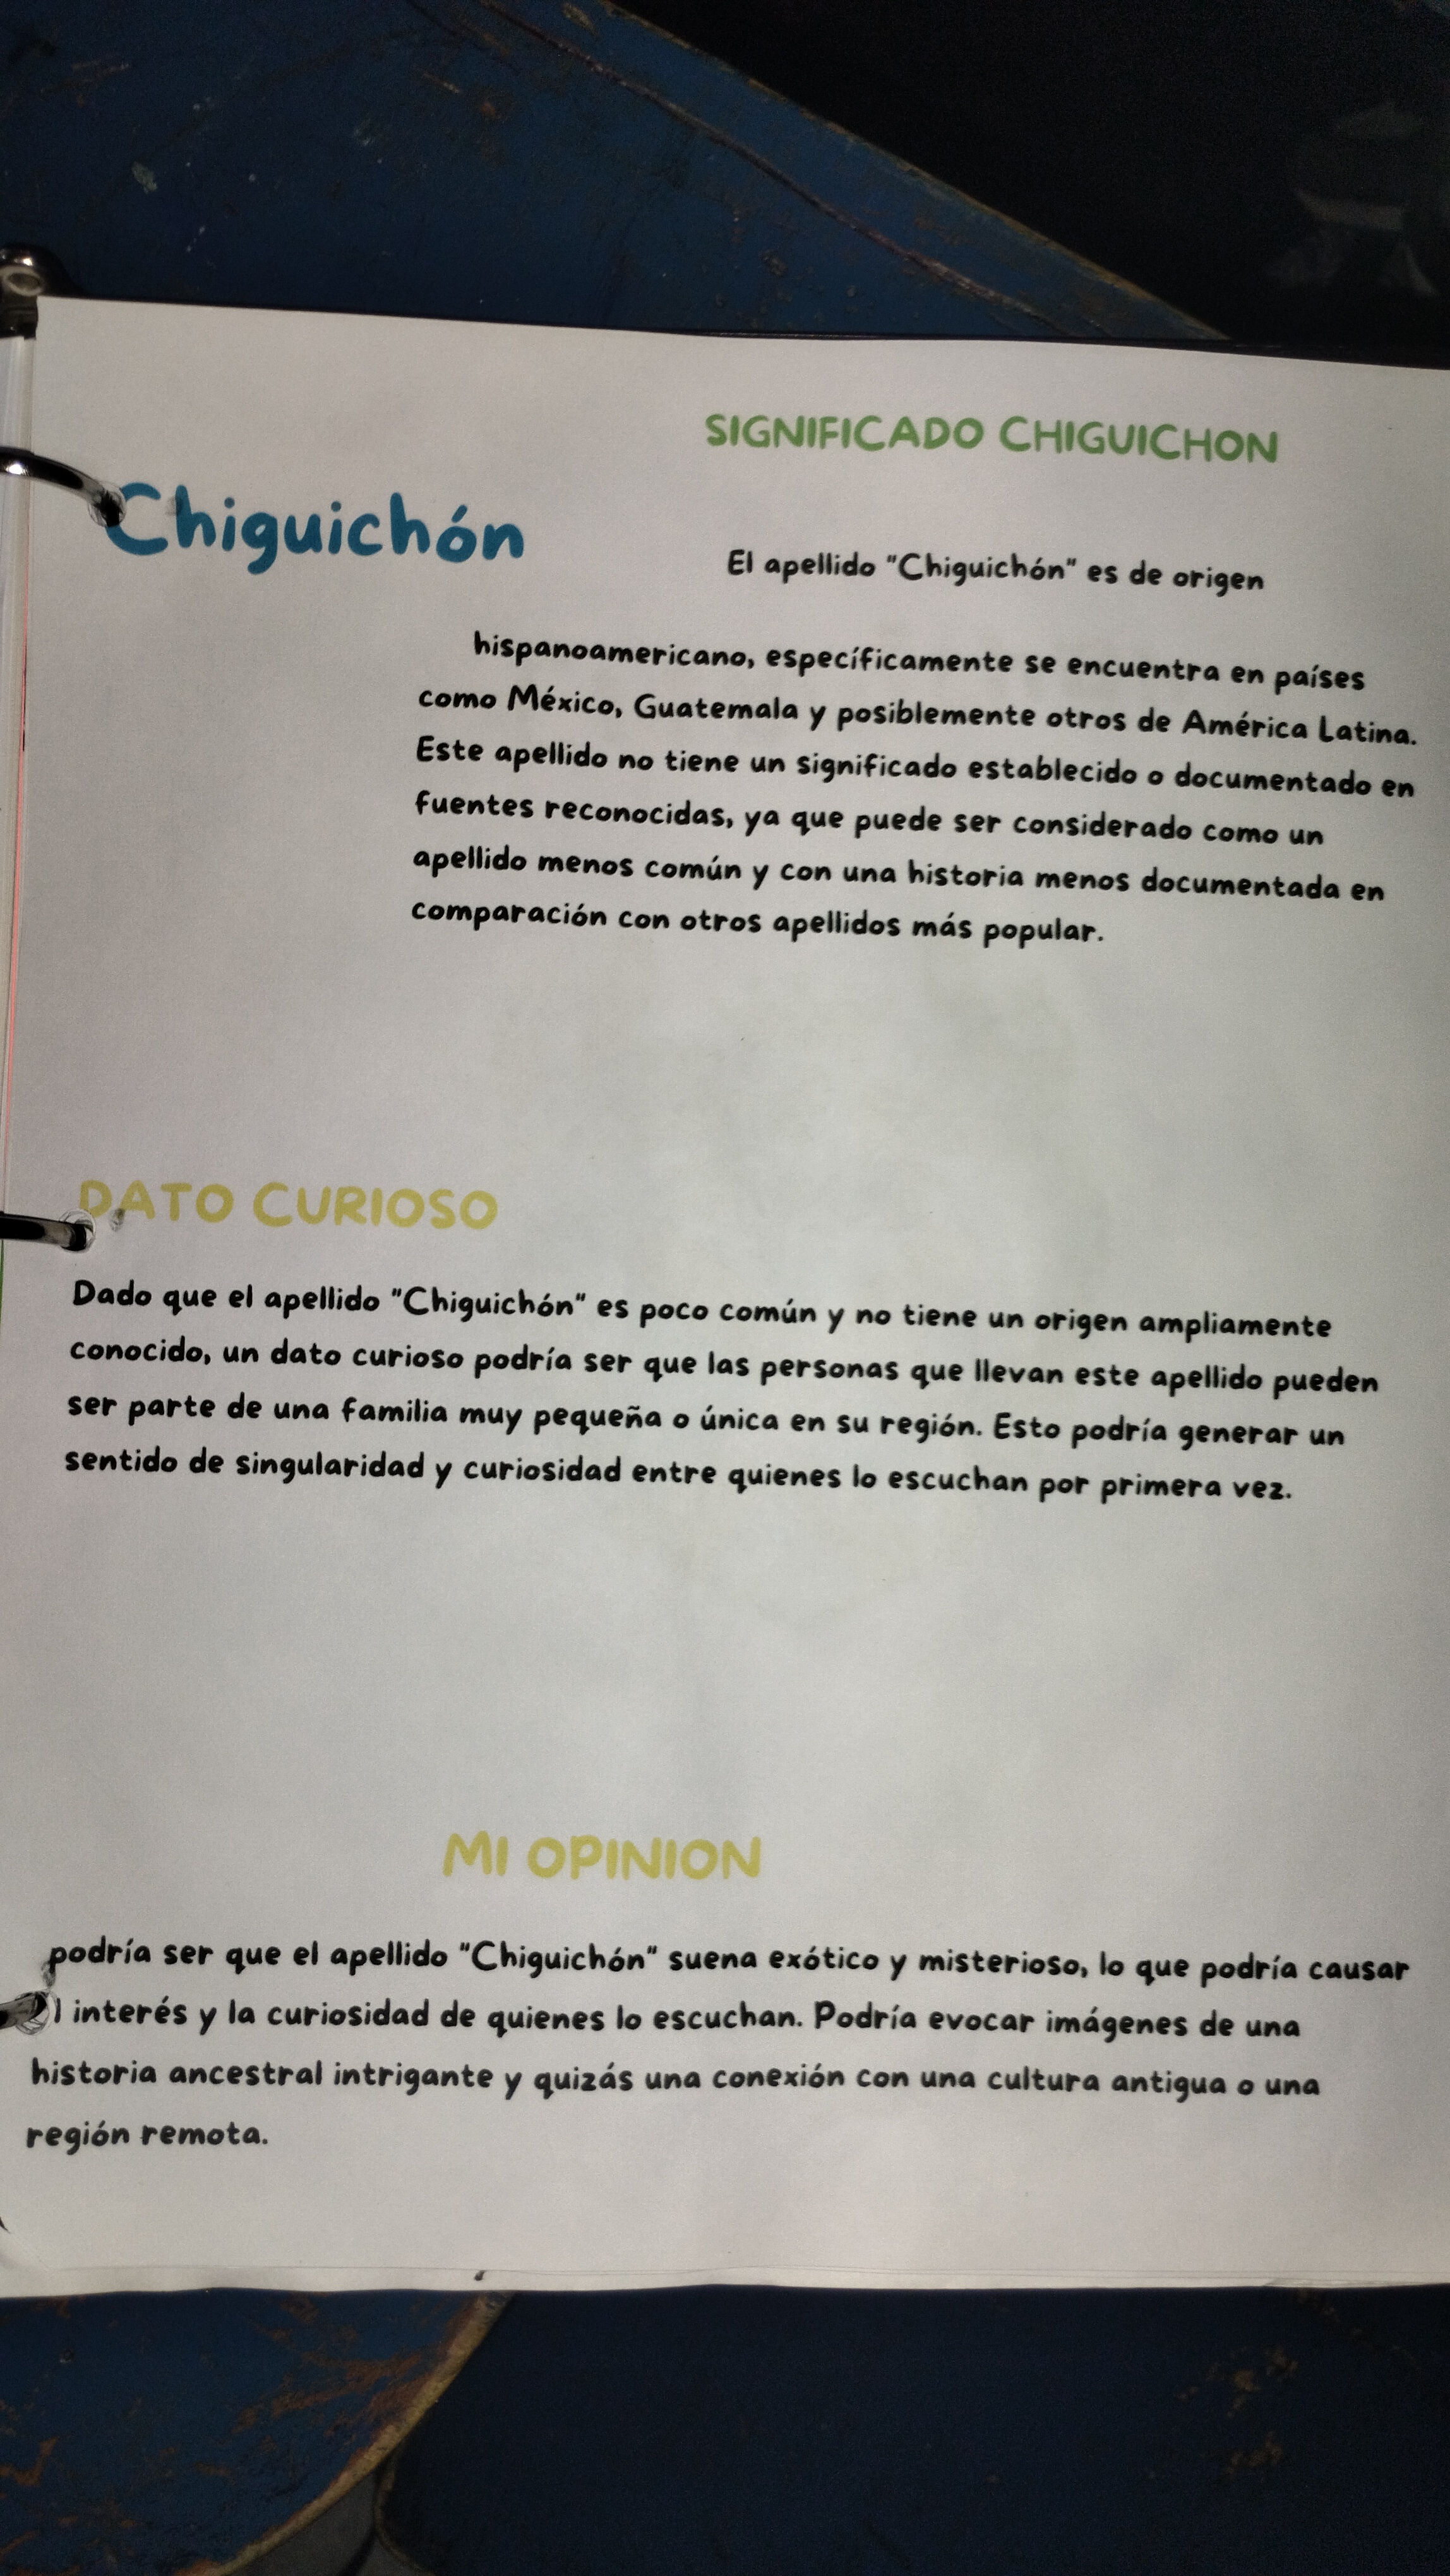 SIGNIFICADO CHIGUICHON
Chiguichón
El apellido "Chiguichón" es de origen
hispanoamericano, específicamente se encuentra en países
como México, Guatemala y posiblemente otros de América Latina.
Este apellido no tiene un significado establecido o documentado en
fuentes reconocidas, ya que puede ser considerado como un
apellido menos común y con una historia menos documentada en
comparación con otros apellidos más popular.
DATO CURIOSO
Dado que el apellido "Chiguichón" es poco común y no tiene un origen ampliamente
conocido, un dato curioso podría ser que las personas que llevan este apellido pueden
ser parte de una familia muy pequeña o única en su región. Esto podría generar un
sentido de singularidad y curiosidad entre quienes lo escuchan por primera vez.
MI OPINION
podría ser que el apellido "Chiguichón" suena exótico y misterioso, lo que podría causar
interés y la curiosidad de quienes lo escuchan. Podría evocar imágenes de una
historia ancestral intrigante y quizás una conexión con una cultura antigua o una
región remota.